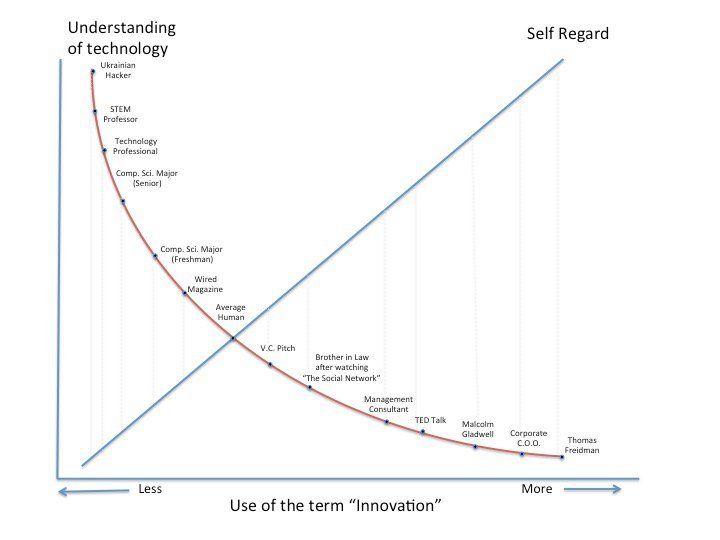 Understanding
of technology
Self Regard
Ukrainian
Hacker
STEM
Professor
Technology
Professional
Comp. Sci. Major
(Senior)
Comp. Sci. Major
(Freshman)
Wired
Magazine
Average
Human
V.C. Pitch
Brother in Law
after watching
“The Social Network”
Management
Consultant
TED Talk
Malcolm
Gladwell
Corporate
C.O.O.
Thomas
Freidman
Less
More
Use of the term “Innovation”